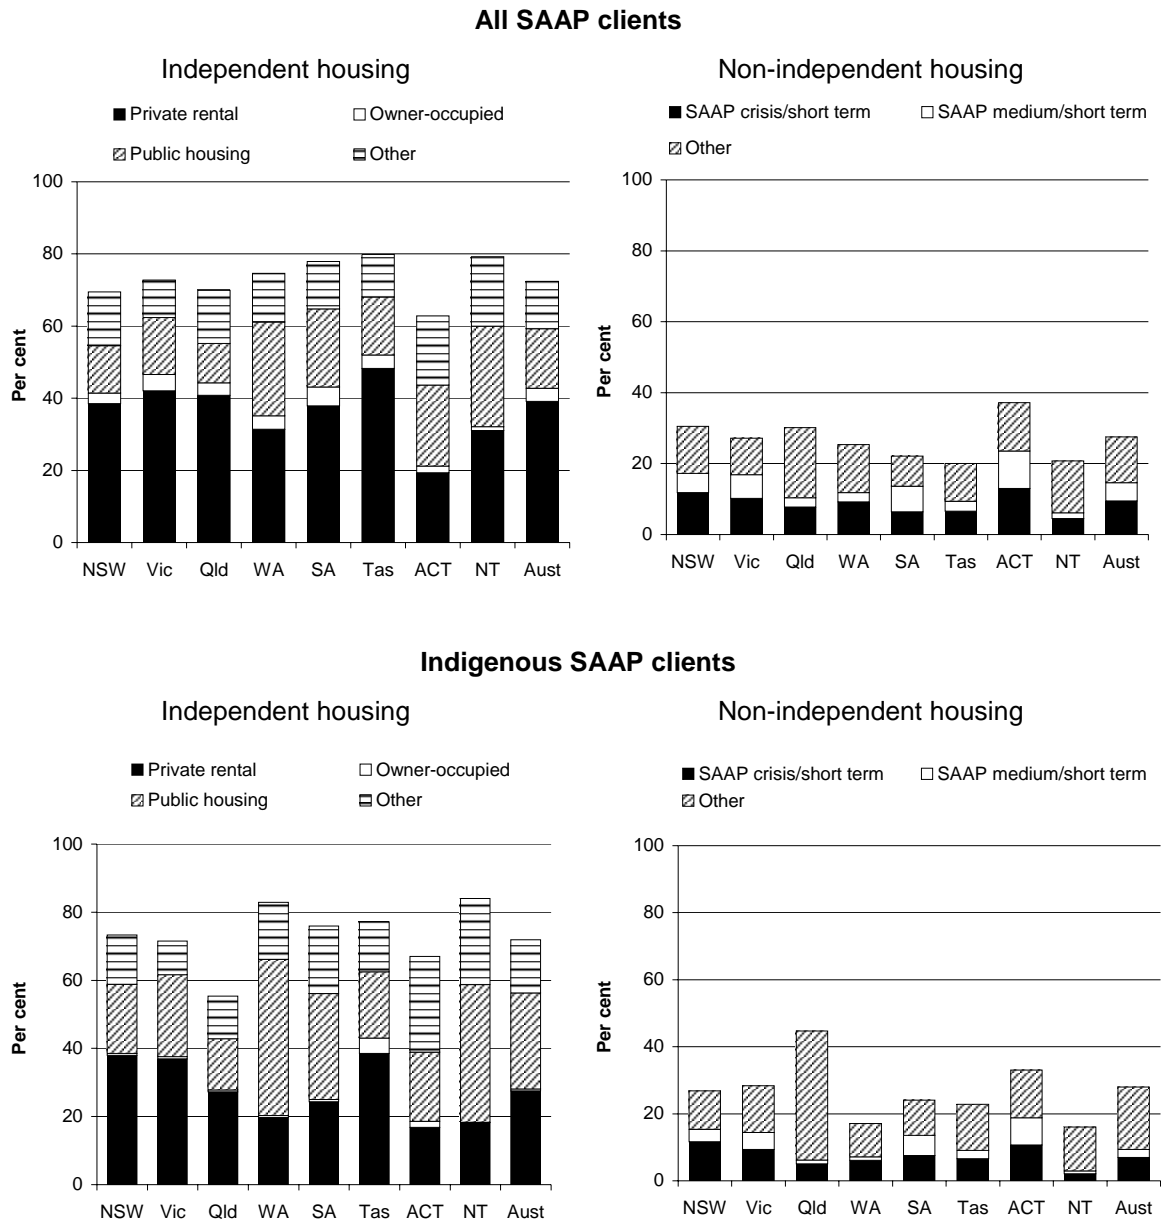 All SAAP clients
Independent housing
Private rental Owner-occupied
Public housing Other
100
80
60
40
20
0
Per cent
NSW Vic Qld WA SA Tas ACT NT Aust
Non-independent housing
SAAP crisis/short term SAAP medium/short term
Other
100
80
60
40
20
0
Per cent
NSW Vic Qld WA SA Tas ACT NT Aust
Indigenous SAAP clients
Independent housing
Private rental Owner-occupied
Public housing Other
100
80
60
40
20
0
Per cent
NSW Vic Qld WA SA Tas ACT NT Aust
Non-independent housing
SAAP crisis/short term SAAP medium/short term
Other
100
80
60
40
20
0
Per cent
NSW Vic Qld WA SA Tas ACT NT Aust